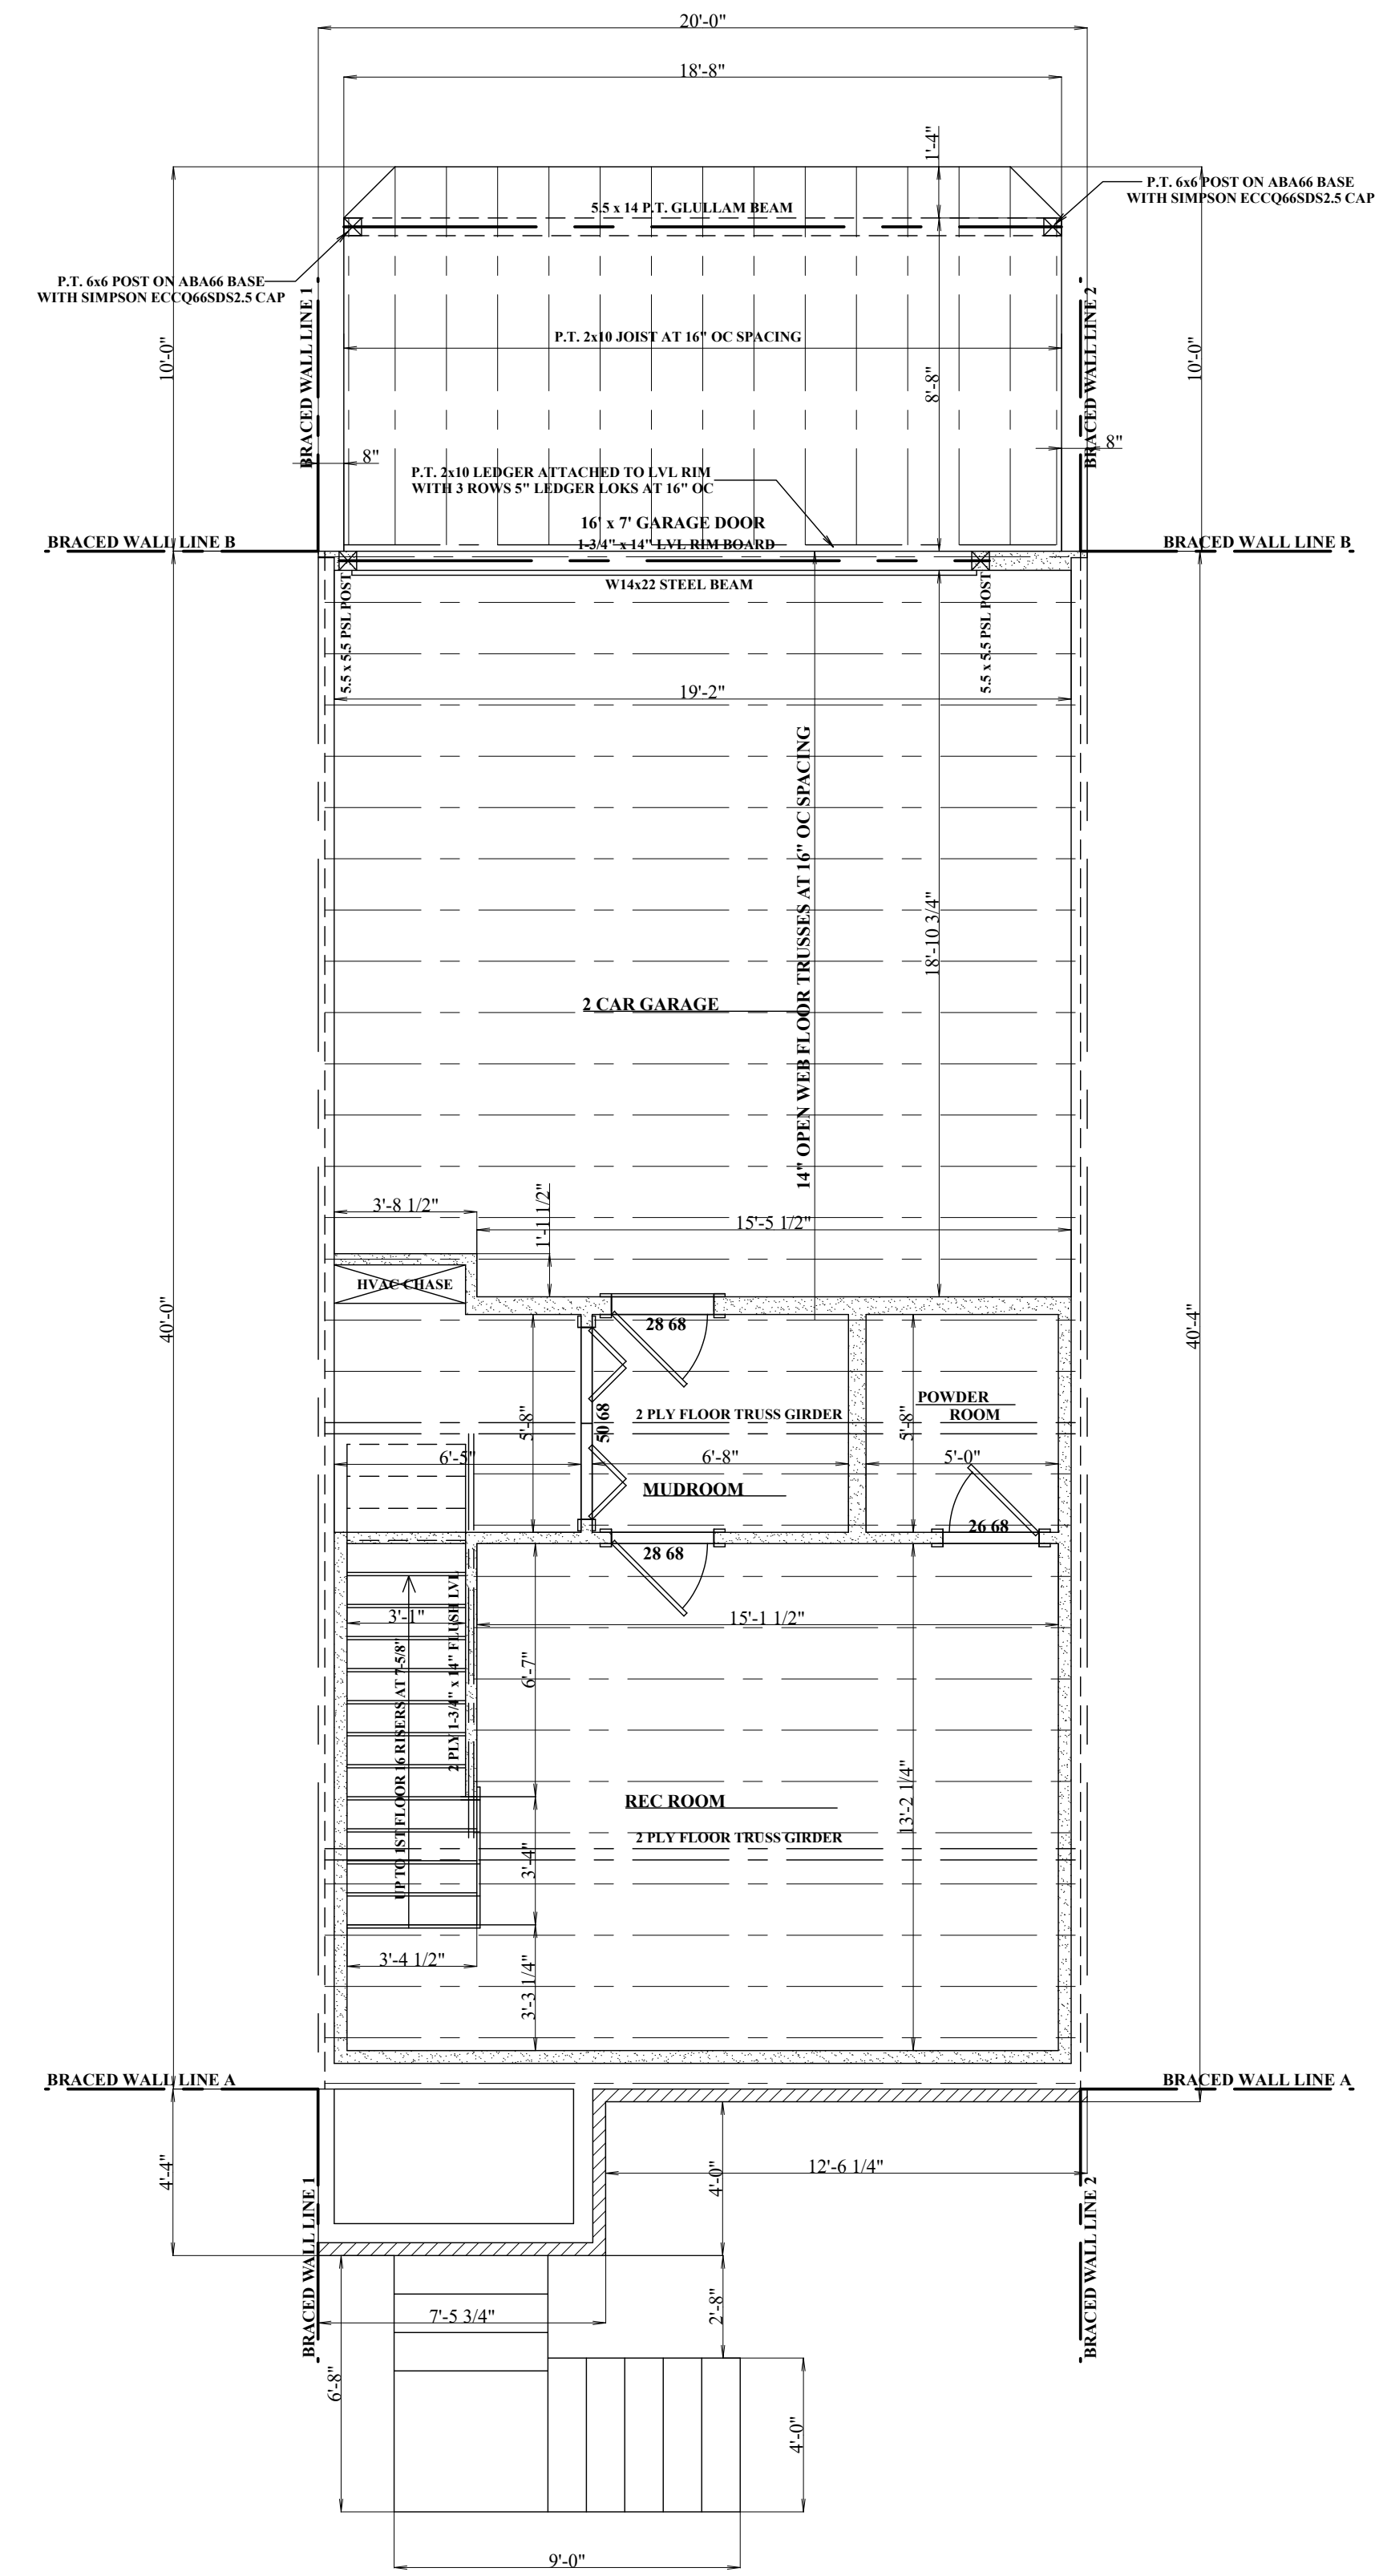 20'-0"
18'-8"
1'-4"
P.T. 6x6 POST ON ABA66 BASE
WITH SIMPSON ECCQ66SDS2.5 CAP
5.5 x 14 P.T. GLULLAM BEAM
P.T. 6x6 POST ON ABA66 BASE
WITH SIMPSON ECCQ66SDS2.5 CAP
BRACED WALL LINE 1
BRACED WALL LINE 2
10'-0"
P.T. 2x10 JOIST AT 16" OC SPACING
10'-0"
8'-8"
8"
8"
P.T. 2x10 LEDGER ATTACHED TO LVL RIM
WITH 3 ROWS 5" LEDGER LOKS AT 16" OC
16' x 7' GARAGE DOOR
BRACED WALL LINE B
1-3/4" x 14" LVL RIM BOARD
BRACED WALL LINE B
W14x22 STEEL BEAM
5.5 x 5.5 PSL POST
5.5 x 5.5 PSL POST
19'-2"
14" OPEN WEB FLOOR TRUSSES AT 16" OC SPACING
18'-10 3/4"
2 CAR GARAGE
3'-8 1/2"
1'-1 1/2"
15'-5 1/2"
HVAC CHASE
40'-0"
40'-4"
28 68
5'-8"
50 68
2 PLY FLOOR TRUSS GIRDER
POWDER
ROOM
5'-8"
6'-5"
6'-8"
5'-0"
MUDROOM
26 68
28 68
3'-1"
15'-1 1/2"
UP TO 1ST FLOOR 16 RISERS AT 7-5/8"
2 PLY 1-3/4" x 14" FLUSH LVL
6'-7"
13'-2 1/4"
REC ROOM
2 PLY FLOOR TRUSS GIRDER
3'-4"
3'-4 1/2"
3'-3 1/4"
BRACED WALL LINE A
BRACED WALL LINE A
4'-4"
4'-0"
12'-6 1/4"
BRACED WALL LINE 1
BRACED WALL LINE 2
7'-5 3/4"
2'-8"
6'-8"
4'-0"
9'-0"